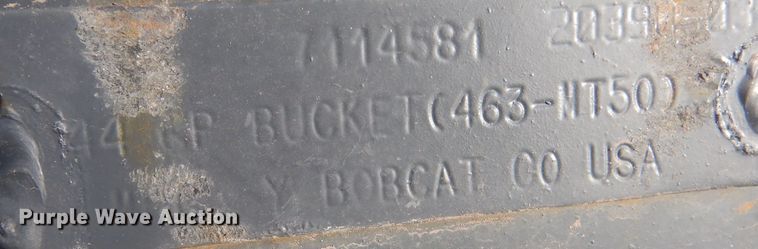 7114581
44 GP BUCKET(463-MT50)
Y BOBCAT CO USA
Purple Wave Auction